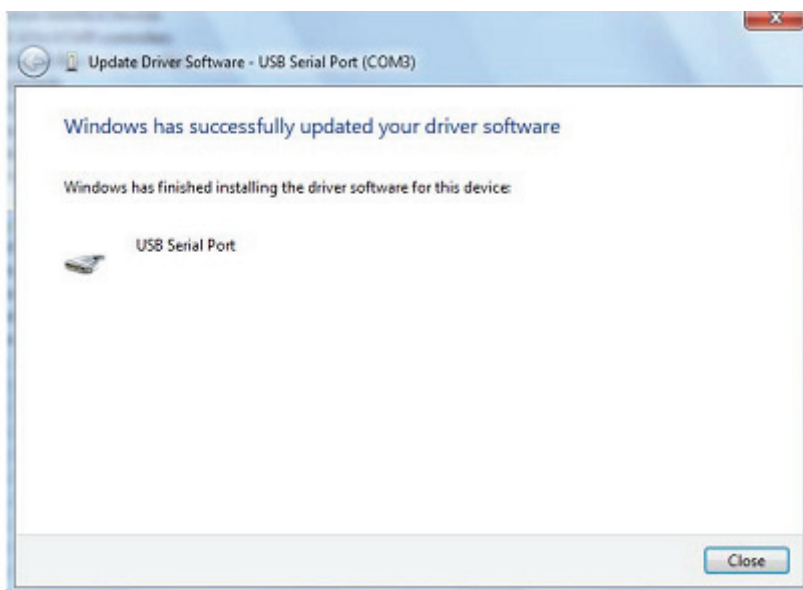 Update Driver Software - USB Serial Port (COM3)
Windows has successfully updated your driver software
Windows has finished installing the driver software for this device:
USB Serial Port
Close